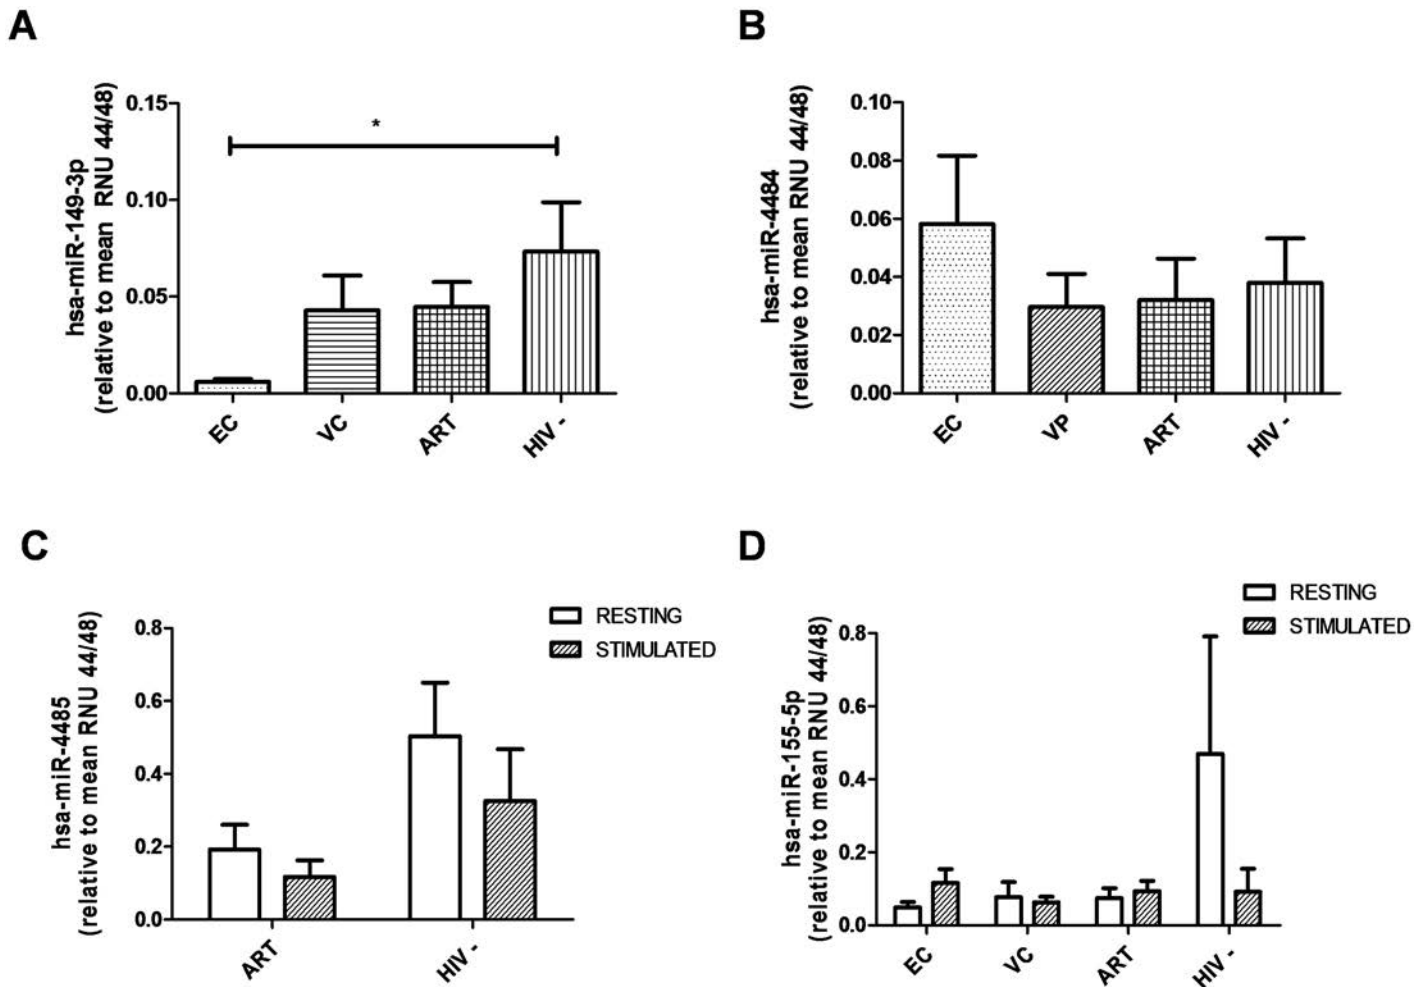 A
hsa-miR-149-3p
(relative to mean RNU 44/48)
0.15
0.10
0.05
0.00
*
EC
VC
ART
HIV -
B
hsa-miR-4484
(relative to mean RNU 44/48)
0.10
0.08
0.06
0.04
0.02
0.00
EC
VP
ART
HIV -
C
hsa-miR-4485
(relative to mean RNU 44/48)
0.8
0.6
0.4
0.2
0.0
RESTING
STIMULATED
ART
HIV -
D
hsa-miR-155-5p
(relative to mean RNU 44/48)
0.8
0.6
0.4
0.2
0.0
RESTING
STIMULATED
EC
VC
ART
HIV -